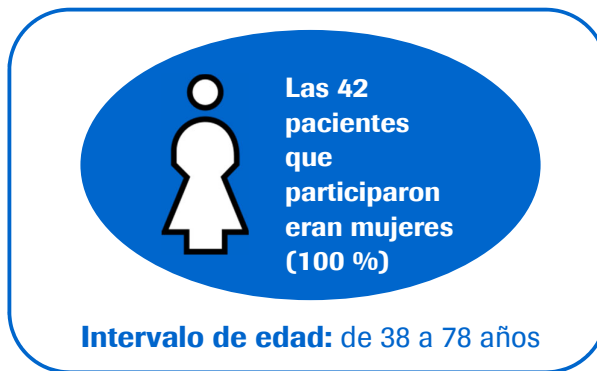 Las 42
pacientes
que
participaron
eran mujeres
(100 %)
Intervalo de edad: de 38 a 78 años